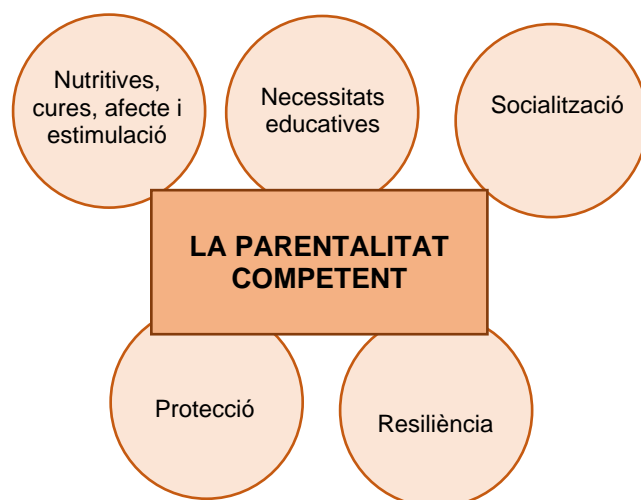 Nutritives,
cures, afecte i
estimulació
Necessitats
educatives
Socialització
LA PARENTALITAT
COMPETENT
Protecció
Resiliència